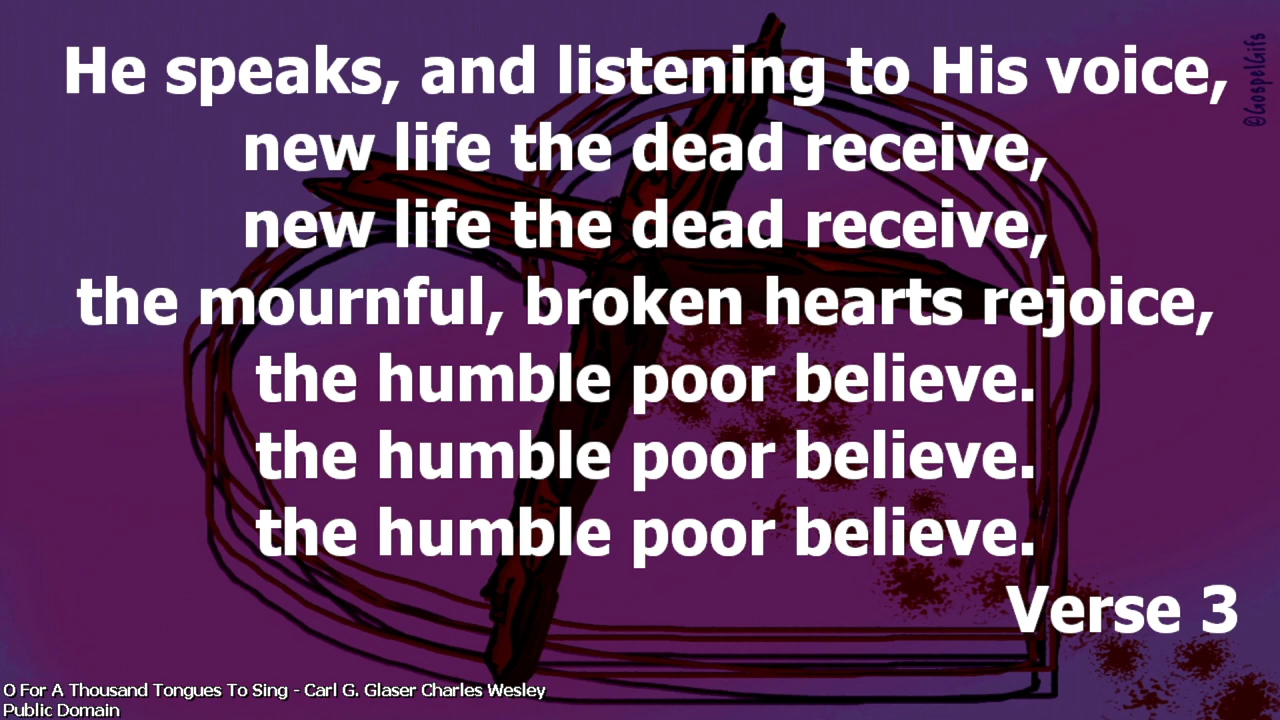 He speaks, and listening to His voice,
new life the dead receive,
new life the dead receive,
the mournful, broken hearts rejoice,
the humble poor believe.
the humble poor believe.
the humble poor believe.
Verse 3
O For A Thousand Tongues To Sing - Carl G. Glaser Charles Wesley
Public Domain
©GospelGifs